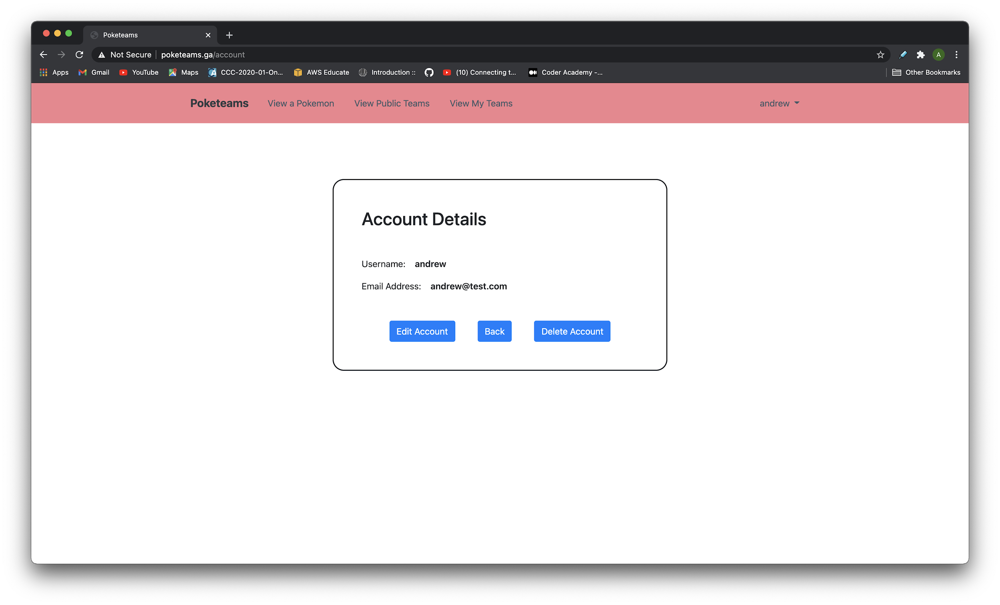 Poketeams
Not Secure poketeams.ga/account
A
Apps Gmail YouTube Maps CCC-2020-01-On... AWS Educate Introduction :: (10) Connecting t... Coder Academy -... Other Bookmarks
Poketeams View a Pokemon View Public Teams View My Teams andrew
Account Details
Username: andrew
Email Address: andrew@test.com
Edit Account Back Delete Account